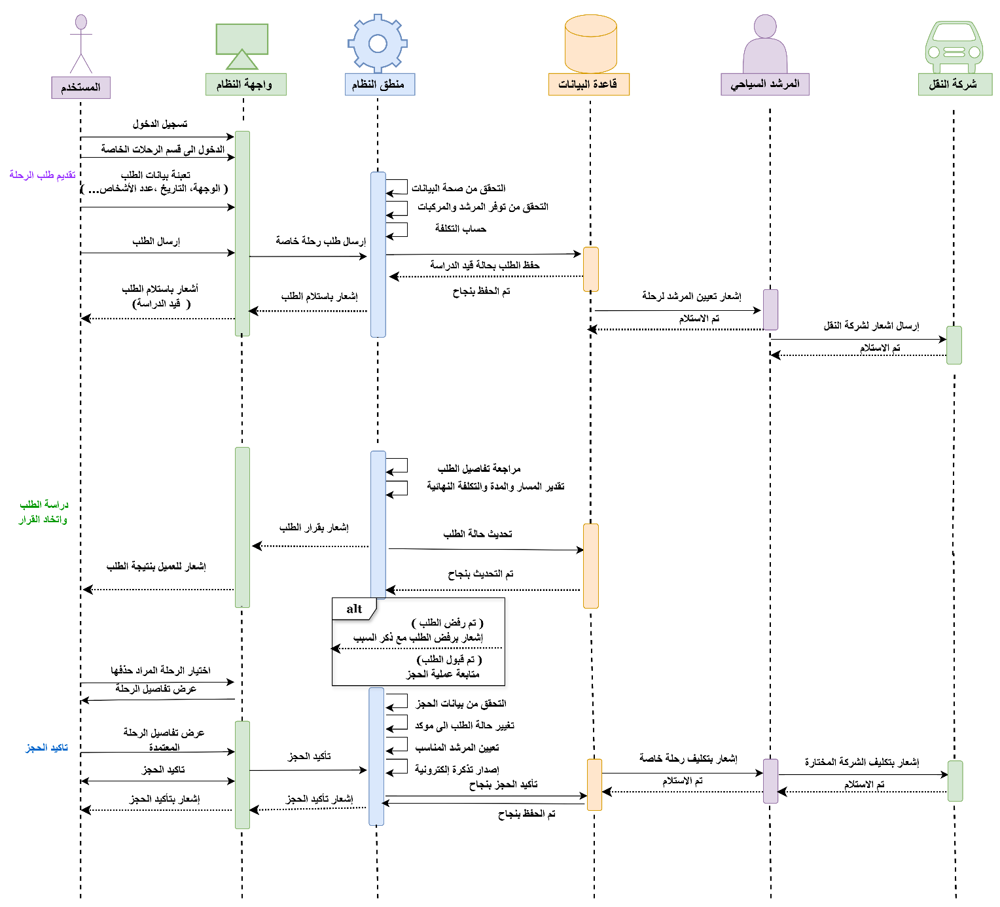 المستخدم
واجهة النظام
منطق النظام
قاعدة البيانات
المرشد السياحي
شركة النقل
تسجيل الدخول
الدخول الى قسم الرحلات الخاصة
تقديم طلب الرحلة
تعبئة بيانات الطلب
( الوجهة، التاريخ ،عدد الأشخاص... )
التحقق من صحة البيانات
التحقق من توفر المرشد والمركبات
حساب التكلفة
إرسال الطلب
إرسال طلب رحلة خاصة
حفظ الطلب بحالة قيد الدراسة
تم الحفظ بنجاح
إشعار باستلام الطلب
أشعار باستلام الطلب
( قيد الدراسة)
إشعار تعيين المرشد لرحلة
تم الاستلام
إرسال اشعار لشركة النقل
تم الاستلام
مراجعة تفاصيل الطلب
تقدير المسار والمدة والتكلفة النهائية
دراسة الطلب
واتخاد القرار
إشعار بقرار الطلب
تحديث حالة الطلب
إشعار للعميل بنتيجة الطلب
تم التحديث بنجاح
alt
( تم رفض الطلب )
إشعار برفض الطلب مع ذكر السبب
( تم قبول الطلب)
متابعة عملية الحجز
اختيار الرحلة المراد حذفها
عرض تفاصيل الرحلة
التحقق من بيانات الحجز
تغيير حالة الطلب الى موكد
تعيين المرشد المناسب
إصدار تذكرة إلكترونية
تاكيد الحجز
عرض تفاصيل الرحلة
المعتمدة
تأكيد الحجز
تاكيد الحجز
إشعار بتكليف رحلة خاصة
إشعار بتكليف الشركة المختارة
تم الاستلام
تم الاستلام
تأكيد الحجز بنجاح
إشعار تأكيد الحجز
إشعار بتأكيد الحجز
تم الحفظ بنجاح